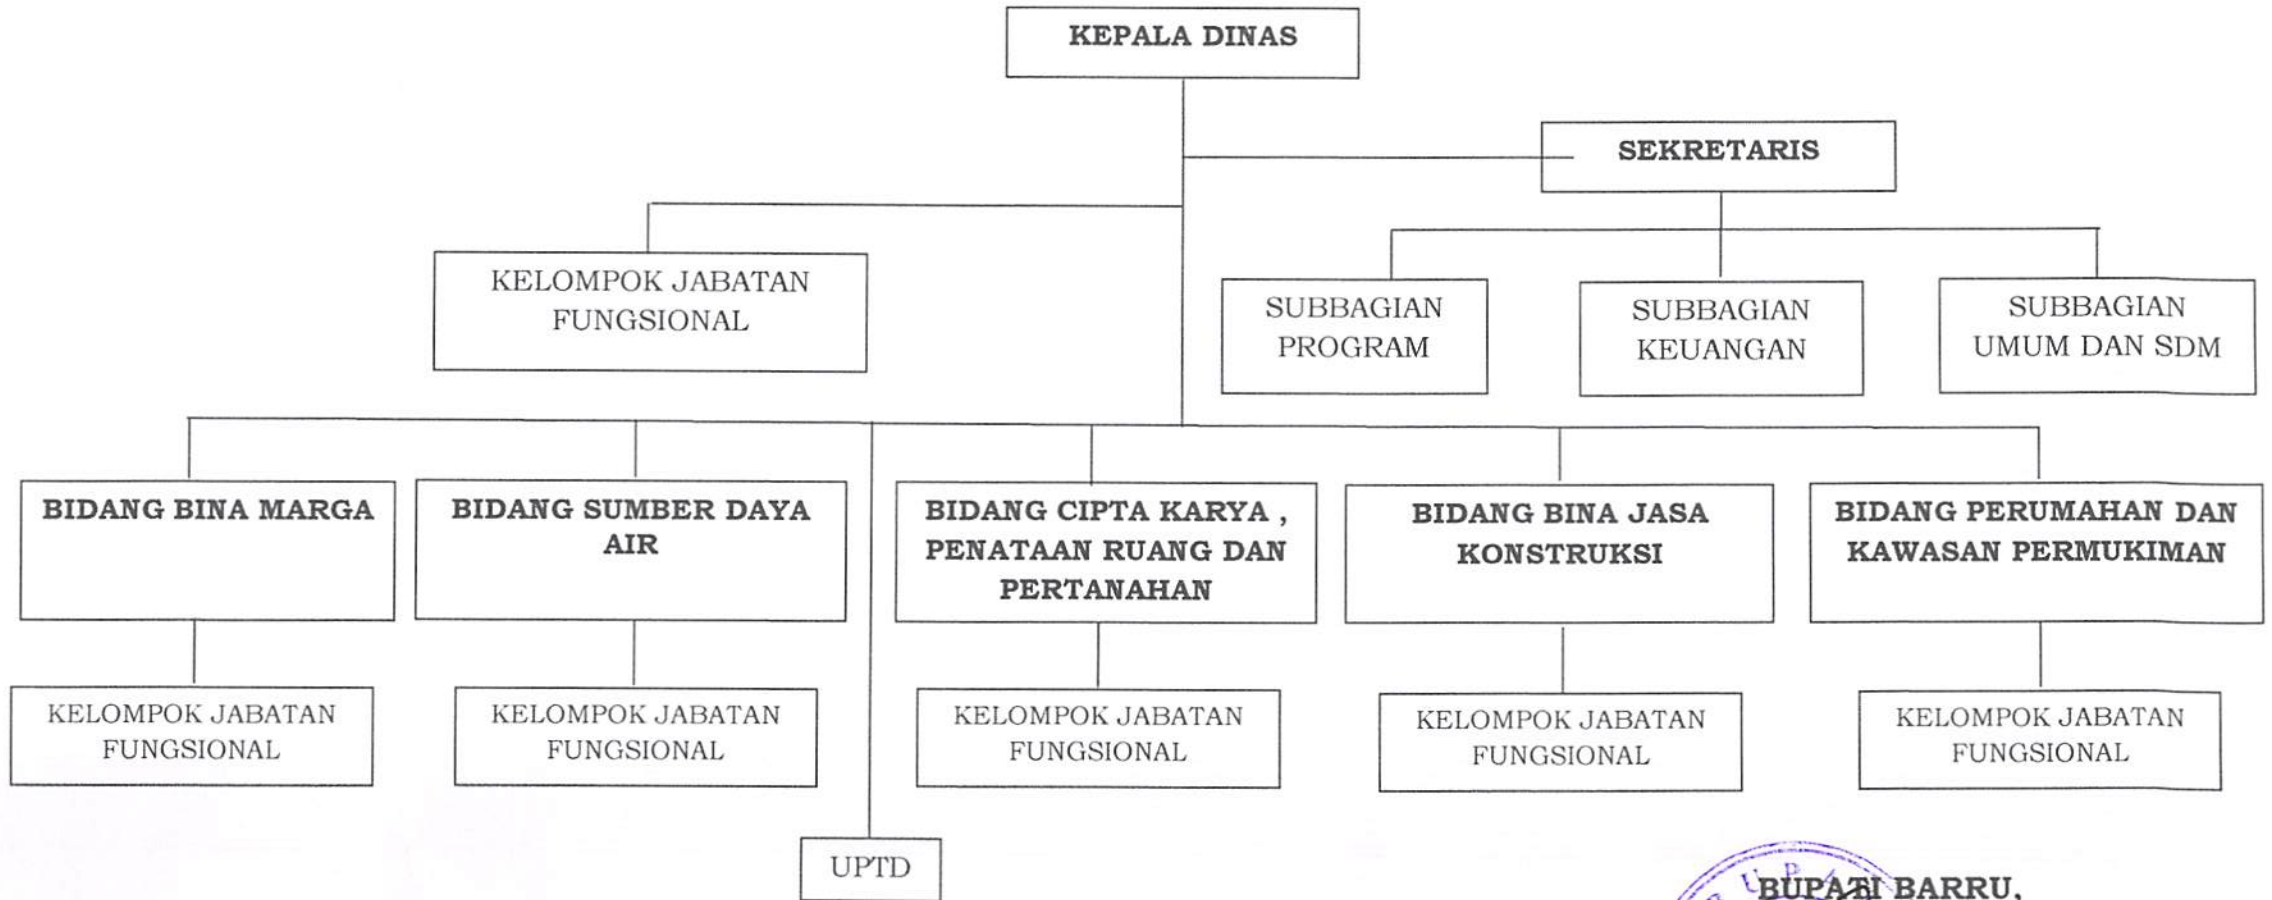 KEPALA DINAS
SEKRETARIS
KELOMPOK JABATAN
FUNGSIONAL
SUBBAGIAN
PROGRAM
SUBBAGIAN
KEUANGAN
SUBBAGIAN
UMUM DAN SDM
BIDANG BINA MARGA
BIDANG SUMBER DAYA
AIR
BIDANG CIPTA KARYA ,
PENATAAN RUANG DAN
PERTANAHAN
BIDANG BINA JASA
KONSTRUKSI
BIDANG PERUMAHAN DAN
KAWASAN PERMUKIMAN
KELOMPOK JABATAN
FUNGSIONAL
KELOMPOK JABATAN
FUNGSIONAL
KELOMPOK JABATAN
FUNGSIONAL
KELOMPOK JABATAN
FUNGSIONAL
KELOMPOK JABATAN
FUNGSIONAL
UPTD
BUPATI BARRU,